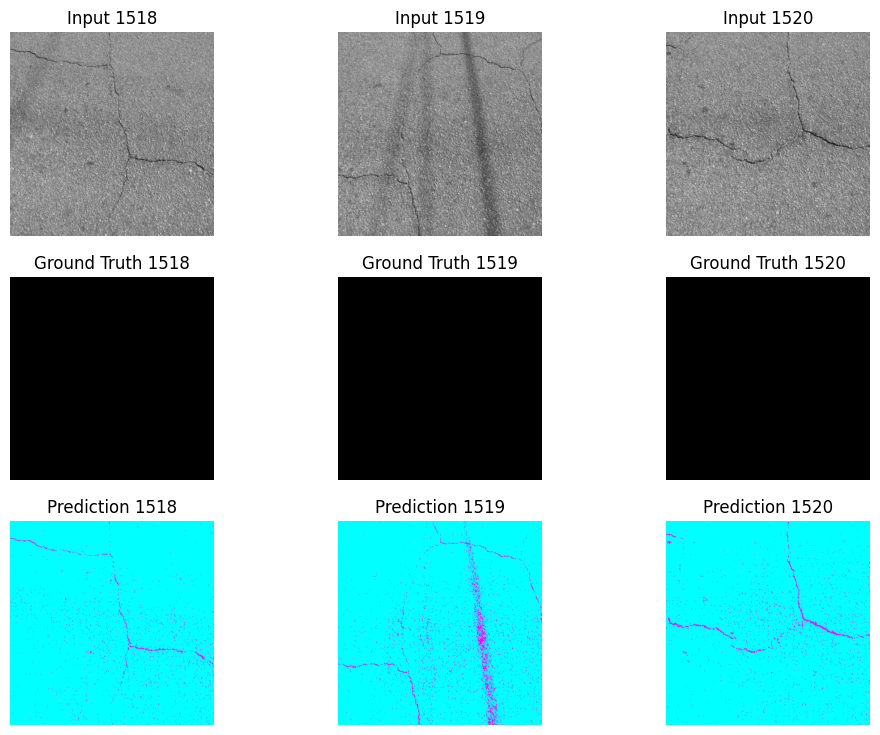 Input 1518
Input 1519
Input 1520
Ground Truth 1518
Ground Truth 1519
Ground Truth 1520
Prediction 1518
Prediction 1519
Prediction 1520